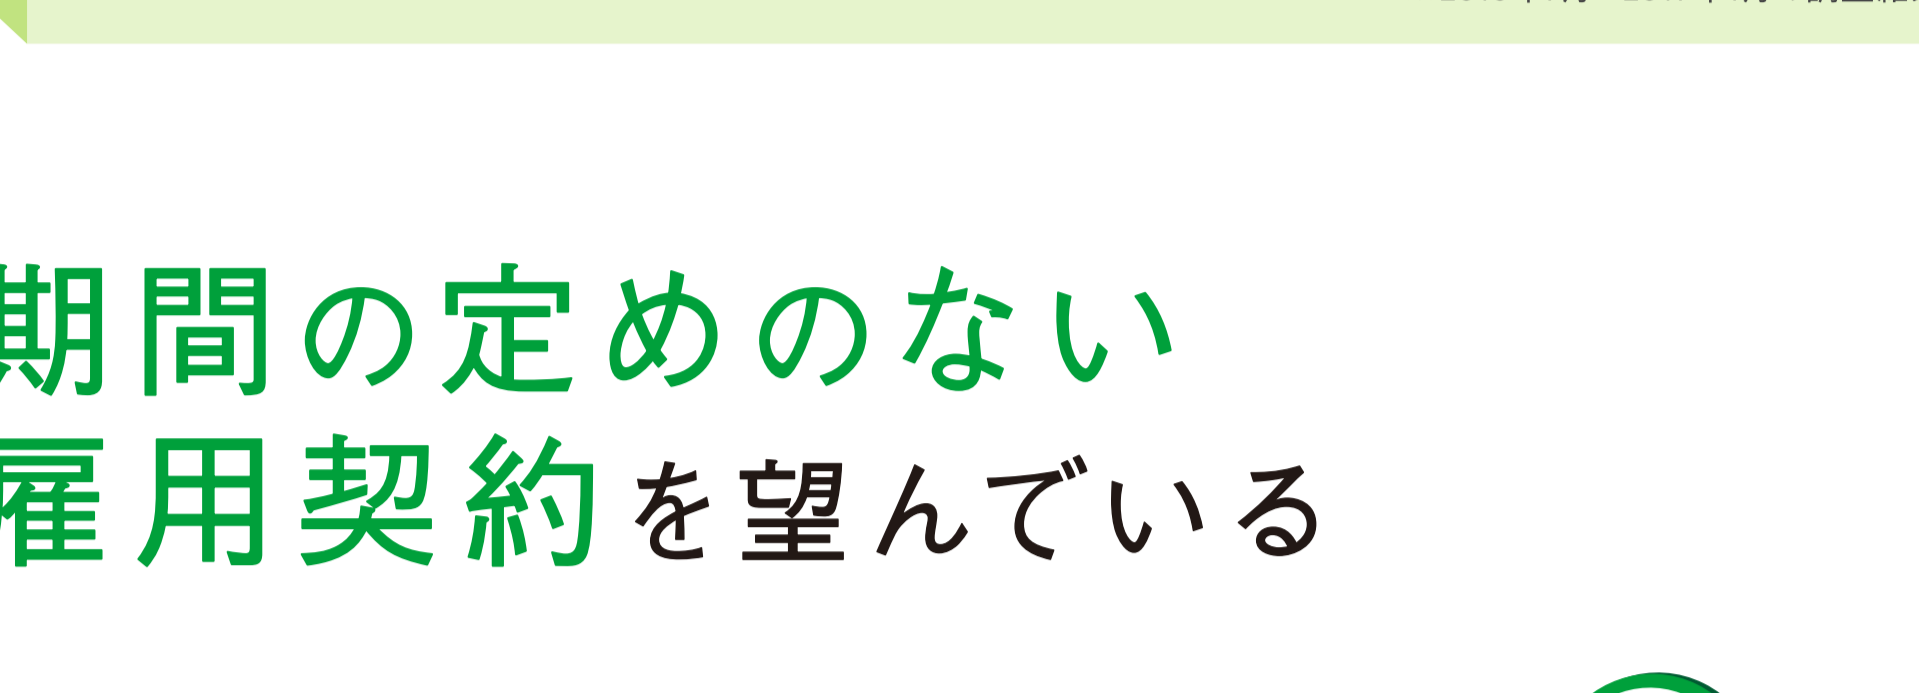 期間の定めのない
雇用契約を望んでいる